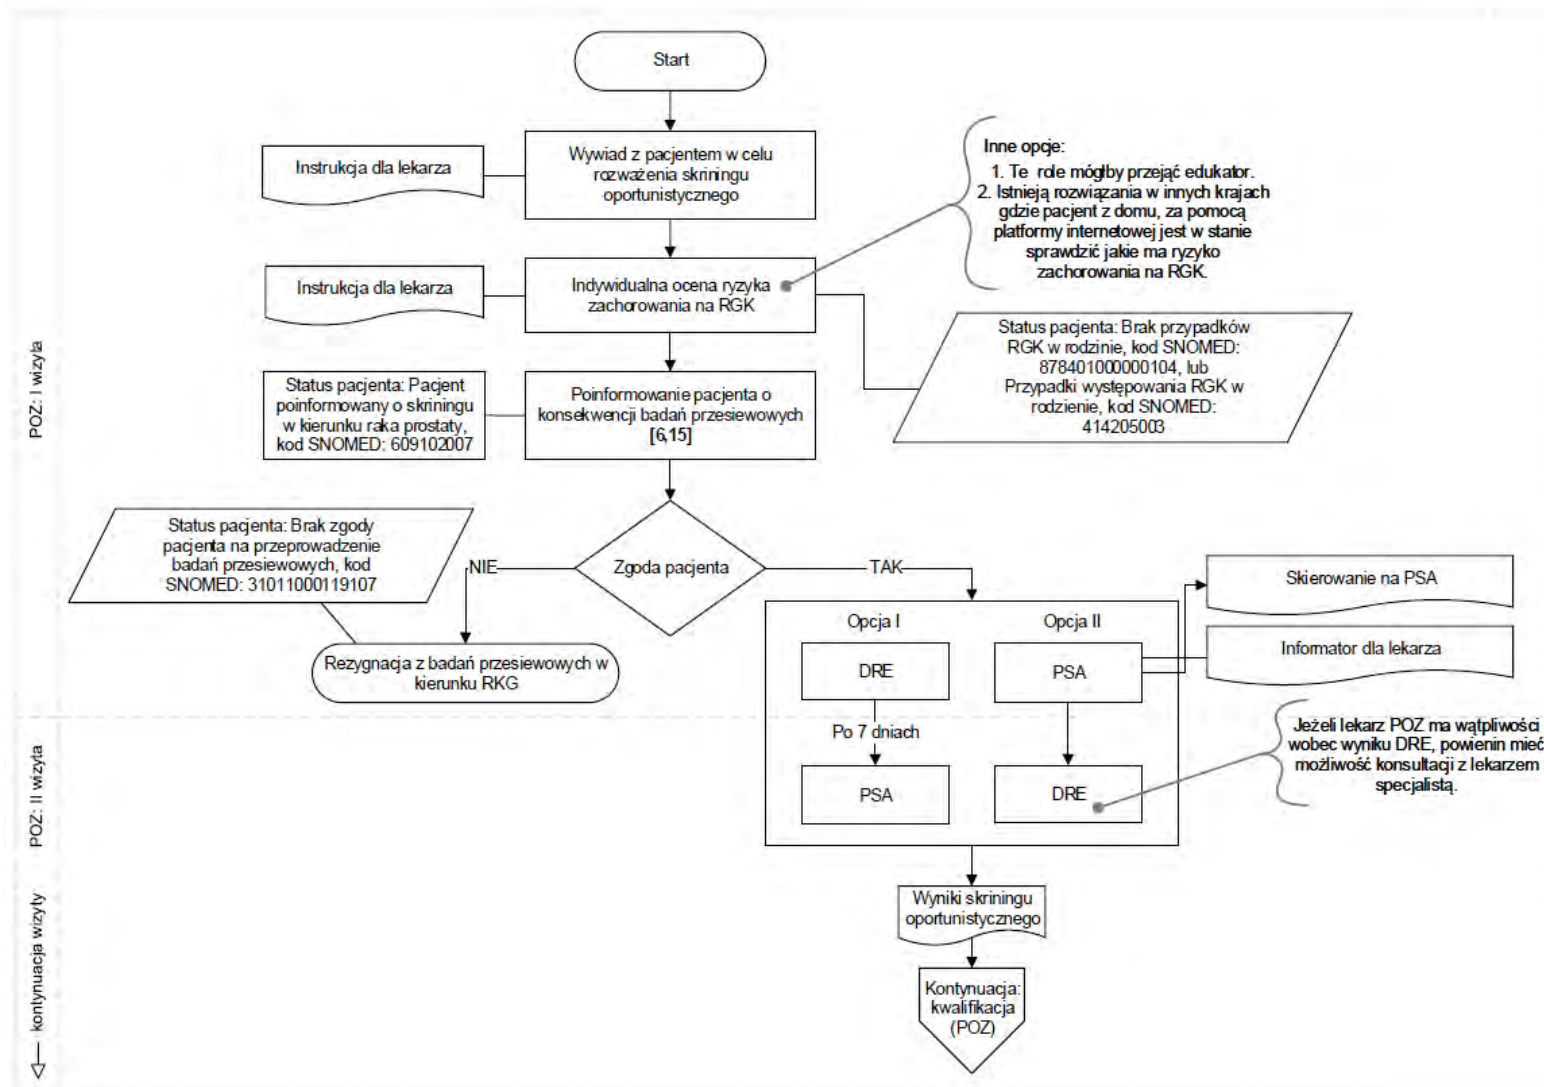 Start
Instrukcja dla lekarza
Wywiad z pacjentem w celu
rozważenia skriningu
oportunistycznego
Inne opcje:
1. Te role mógłby przejąć edukator.
2. Istnieją rozwiązania w innych krajach
gdzie pacjent z domu, za pomocą
platformy internetowej jest w stanie
sprawdzić jakie ma ryzyko
zachorowania na RGK.
Instrukcja dla lekarza
Indywidualna ocena ryzyka
zachorowania na RGK
Status pacjenta: Brak przypadków
RGK w rodzinie, kod SNOMED:
878401000000104, lub
Przypadki występowania RGK w
rodzienie, kod SNOMED:
414205003
POZ: I wizyta
Status pacjenta: Pacjent
poinformowany o skriningu
w kierunku raka prostaty,
kod SNOMED: 609102007
Poinformowanie pacjenta o
konsekwencji badań przesiewowych
[6,15]
Status pacjenta: Brak zgody
pacjenta na przeprowadzenie
badań przesiewowych, kod
SNOMED: 31011000119107
NIE
Zgoda pacjenta
TAK
Skierowanie na PSA
Opcja I
Opcja II
Informator dla lekarza
DRE
PSA
Rezygnacja z badań przesiewowych w
kierunku RKG
Po 7 dniach
Jeżeli lekarz POZ ma wątpliwości
wobec wyniku DRE, powienin mieć
możliwość konsultacji z lekarzem
specjalistą.
POZ: II wizyta
PSA
DRE
Wyniki skriningu
oportunistycznego
kontynuacja wizyty
Kontynuacja:
kwalifikacja
(POZ)